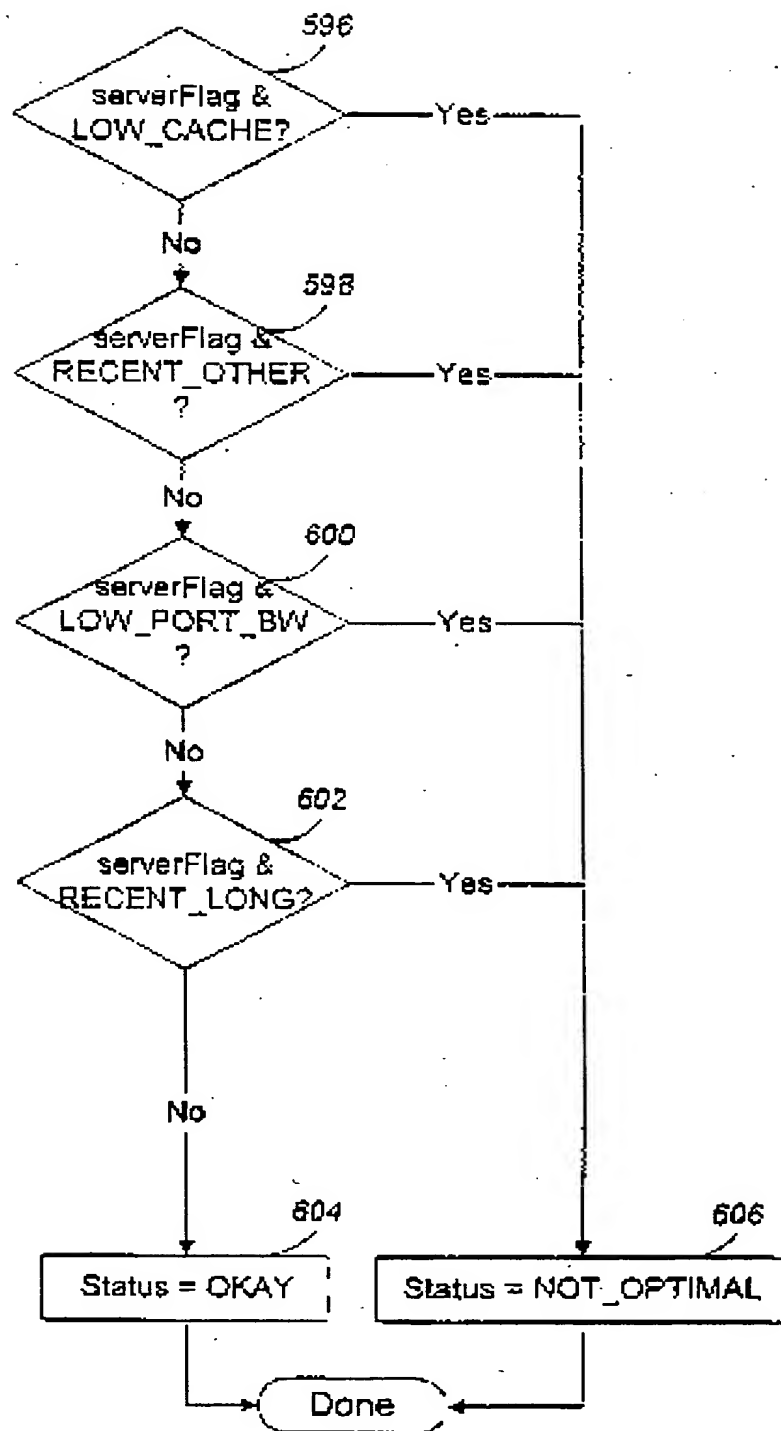 596
serverFlag &
LOW_CACHE?
Yes
No
598
serverFlag &
RECENT_OTHER
?
Yes
No
600
serverFlag &
LOW_PORT_BW
?
Yes
No
602
serverFlag &
RECENT_LONG?
Yes
No
604
Status = OKAY
606
Status = NOT_OPTIMAL
Done